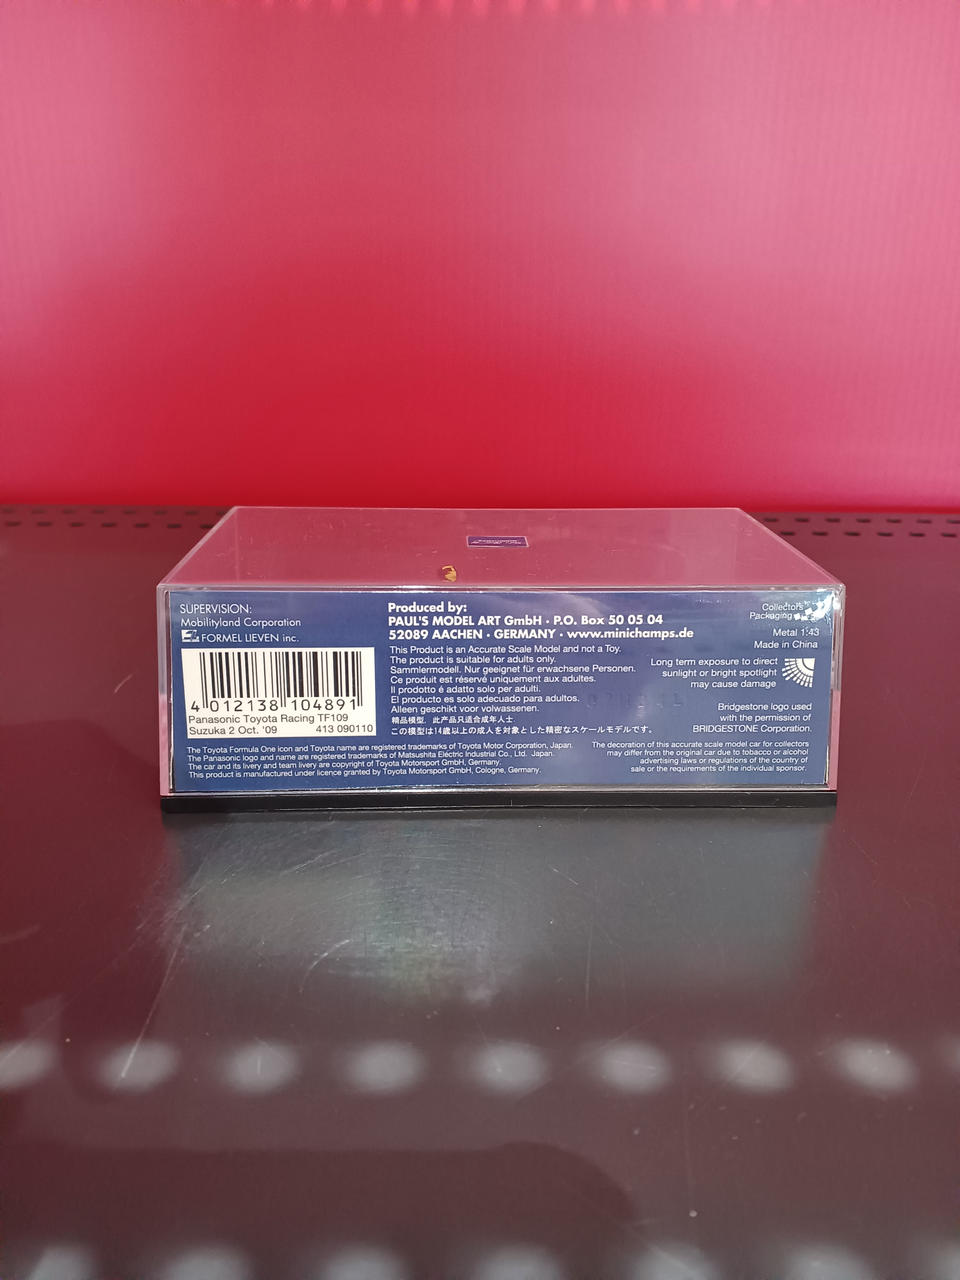 SUPERVISION:
Mobilityland Corporation
FORMEL LIEVEN inc.
4 012138 104891
Panasonic Toyota Racing TF109
Suzuka 2 Oct. '09 413 090110
Produced by:
PAUL'S MODEL ART GmbH · P.O. Box 50 05 04
52089 AACHEN · GERMANY · www.minichamps.de
This Product is an Accurate Scale Model and not a Toy.
The product is suitable for adults only.
Sammlermodell. Nur geeignet für erwachsene Personen.
Ce produit est réservé uniquement aux adultes.
Il prodotto é adatto solo per adulti.
El producto es solo adecuado para adultos.
Alleen geschikt voor volwassenen.
精品模型, 此产品只适合成年人士.
この模型は14歳以上の成人を対象とした精密なスケールモデルです。
Collector's
Packaging
Metal 1:43
Made in China
Long term exposure to direct
sunlight or bright spotlight
may cause damage
Bridgestone logo used
with the permission of
BRIDGESTONE Corporation.
The Toyota Formula One icon and Toyota name are registered trademarks of Toyota Motor Corporation, Japan.
The Panasonic logo and name are registered trademarks of Matsushita Electric Industrial Co., Ltd. Japan.
The car and its livery and team livery are copyright of Toyota Motorsport GmbH, Germany.
This product is manufactured under licence granted by Toyota Motorsport GmbH, Cologne, Germany.
The decoration of this accurate scale model car for collectors
may differ from the original car due to tobacco or alcohol
advertising laws or regulations of the country of
sale or the requirements of the individual sponsor.